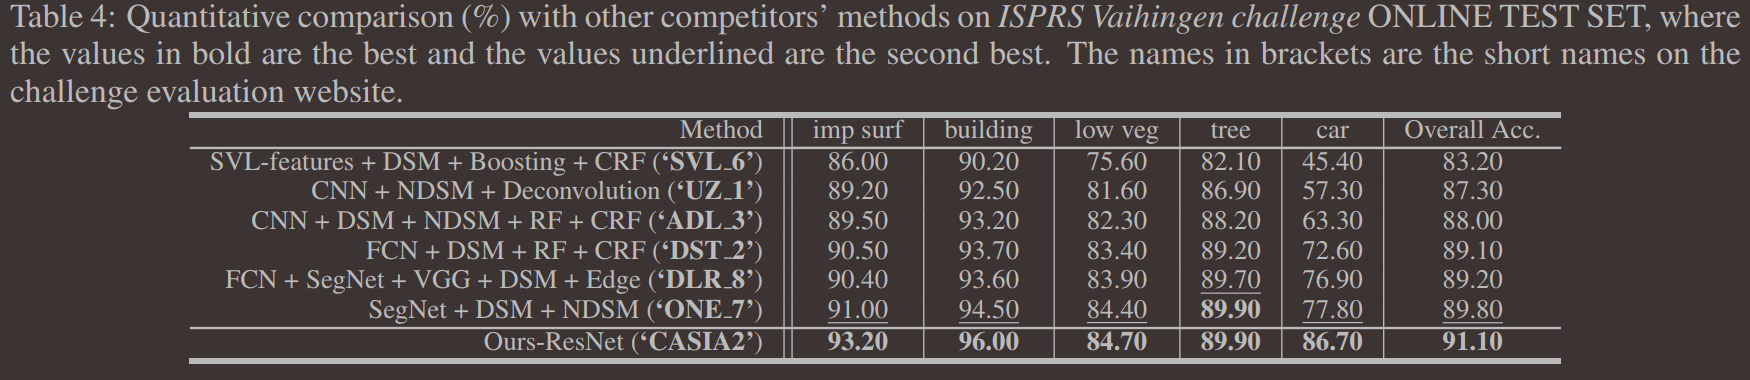 Table 4: Quantitative comparison (%) with other competitors’ methods on ISPRS Vaihingen challenge ONLINE TEST SET, where
the values in bold are the best and the values underlined are the second best. The names in brackets are the short names on the
challenge evaluation website.
Method imp surf building low veg tree car Overall Acc.
SVL-features + DSM + Boosting + CRF (‘SVL_6’) 86.00 90.20 75.60 82.10 45.40 83.20
CNN + NDSM + Deconvolution (‘UZ_1’) 89.20 92.50 81.60 86.90 57.30 87.30
CNN + DSM + NDSM + RF + CRF (‘ADL_3’) 89.50 93.20 82.30 88.20 63.30 88.00
FCN + DSM + RF + CRF (‘DST_2’) 90.50 93.70 83.40 89.20 72.60 89.10
FCN + SegNet + VGG + DSM + Edge (‘DLR_8’) 90.40 93.60 83.90 89.70 76.90 89.20
SegNet + DSM + NDSM (‘ONE_7’) 91.00 94.50 84.40 89.90 77.80 89.80
Ours-ResNet (‘CASIA2’) 93.20 96.00 84.70 89.90 86.70 91.10